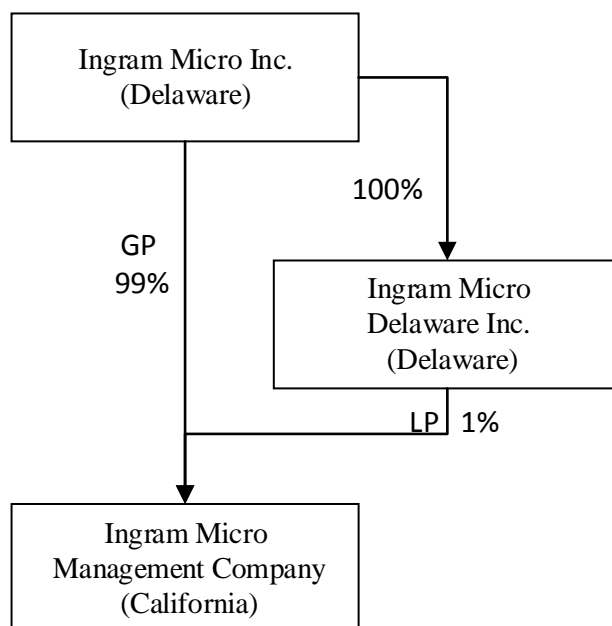 Ingram Micro Inc.
(Delaware)
100%
GP
99%
Ingram Micro
Delaware Inc.
(Delaware)
LP 1%
Ingram Micro
Management Company
(California)